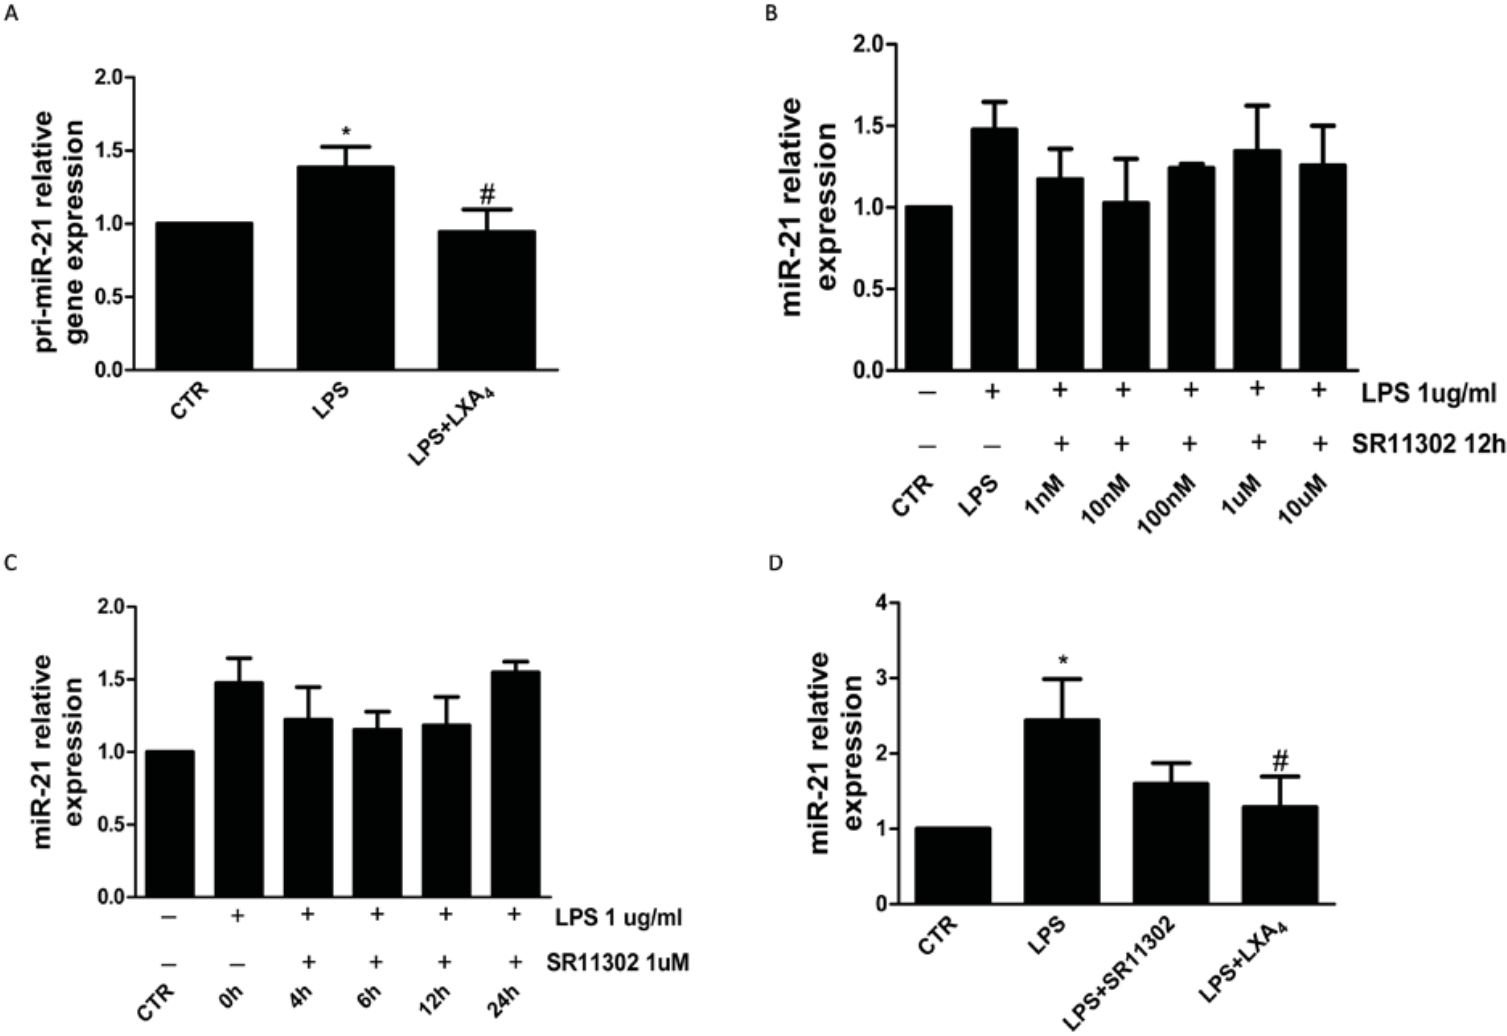 A
pri-miR-21 relative
gene expression
2.0
1.5
1.0
0.5
0.0
*
#
CTR
LPS
LPS+LXA4
B
miR-21 relative
expression
2.0
1.5
1.0
0.5
0.0
– + + + + + + LPS 1ug/ml
– – + + + + + SR11302 12h
CTR LPS 1nM 10nM 100nM 1uM 10uM
C
miR-21 relative
expression
2.0
1.5
1.0
0.5
0.0
– + + + + + LPS 1 ug/ml
– – + + + + SR11302 1uM
CTR 0h 4h 6h 12h 24h
D
miR-21 relative
expression
4
3
2
1
0
*
#
CTR
LPS
LPS+SR11302
LPS+LXA4